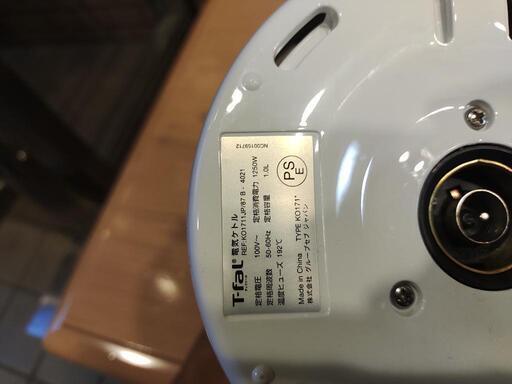 T-fal 電気ケトル
REF:KO1711JP/87 B - 4021
定格電圧 100V～ 定格消費電力 1250W
定格周波数 50-60Hz 定格容量 1.0L
温度ヒューズ 192℃
Made in China TYPE KO171*
株式会社 グループセブ ジャパン
PS
E
NC00159712